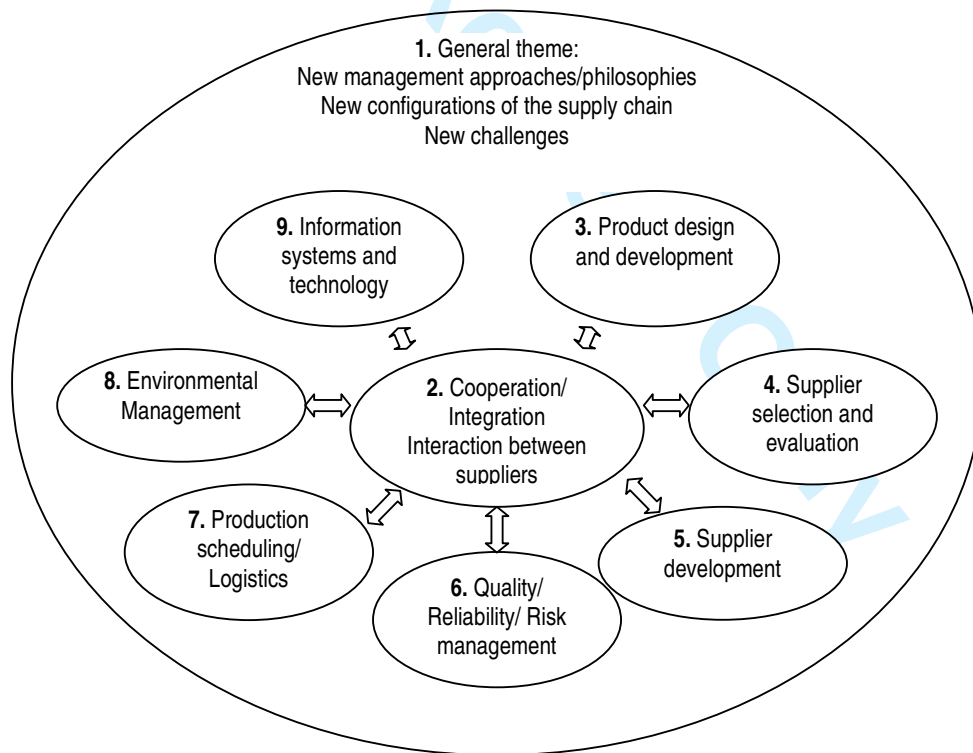 1. General theme:
New management approaches/philosophies
New configurations of the supply chain
New challenges
9. Information
systems and
technology
3. Product design
and development
8. Environmental
Management
2. Cooperation/
Integration
Interaction between
suppliers
4. Supplier
selection and
evaluation
7. Production
scheduling/
Logistics
6. Quality/
Reliability/ Risk
management
5. Supplier
development